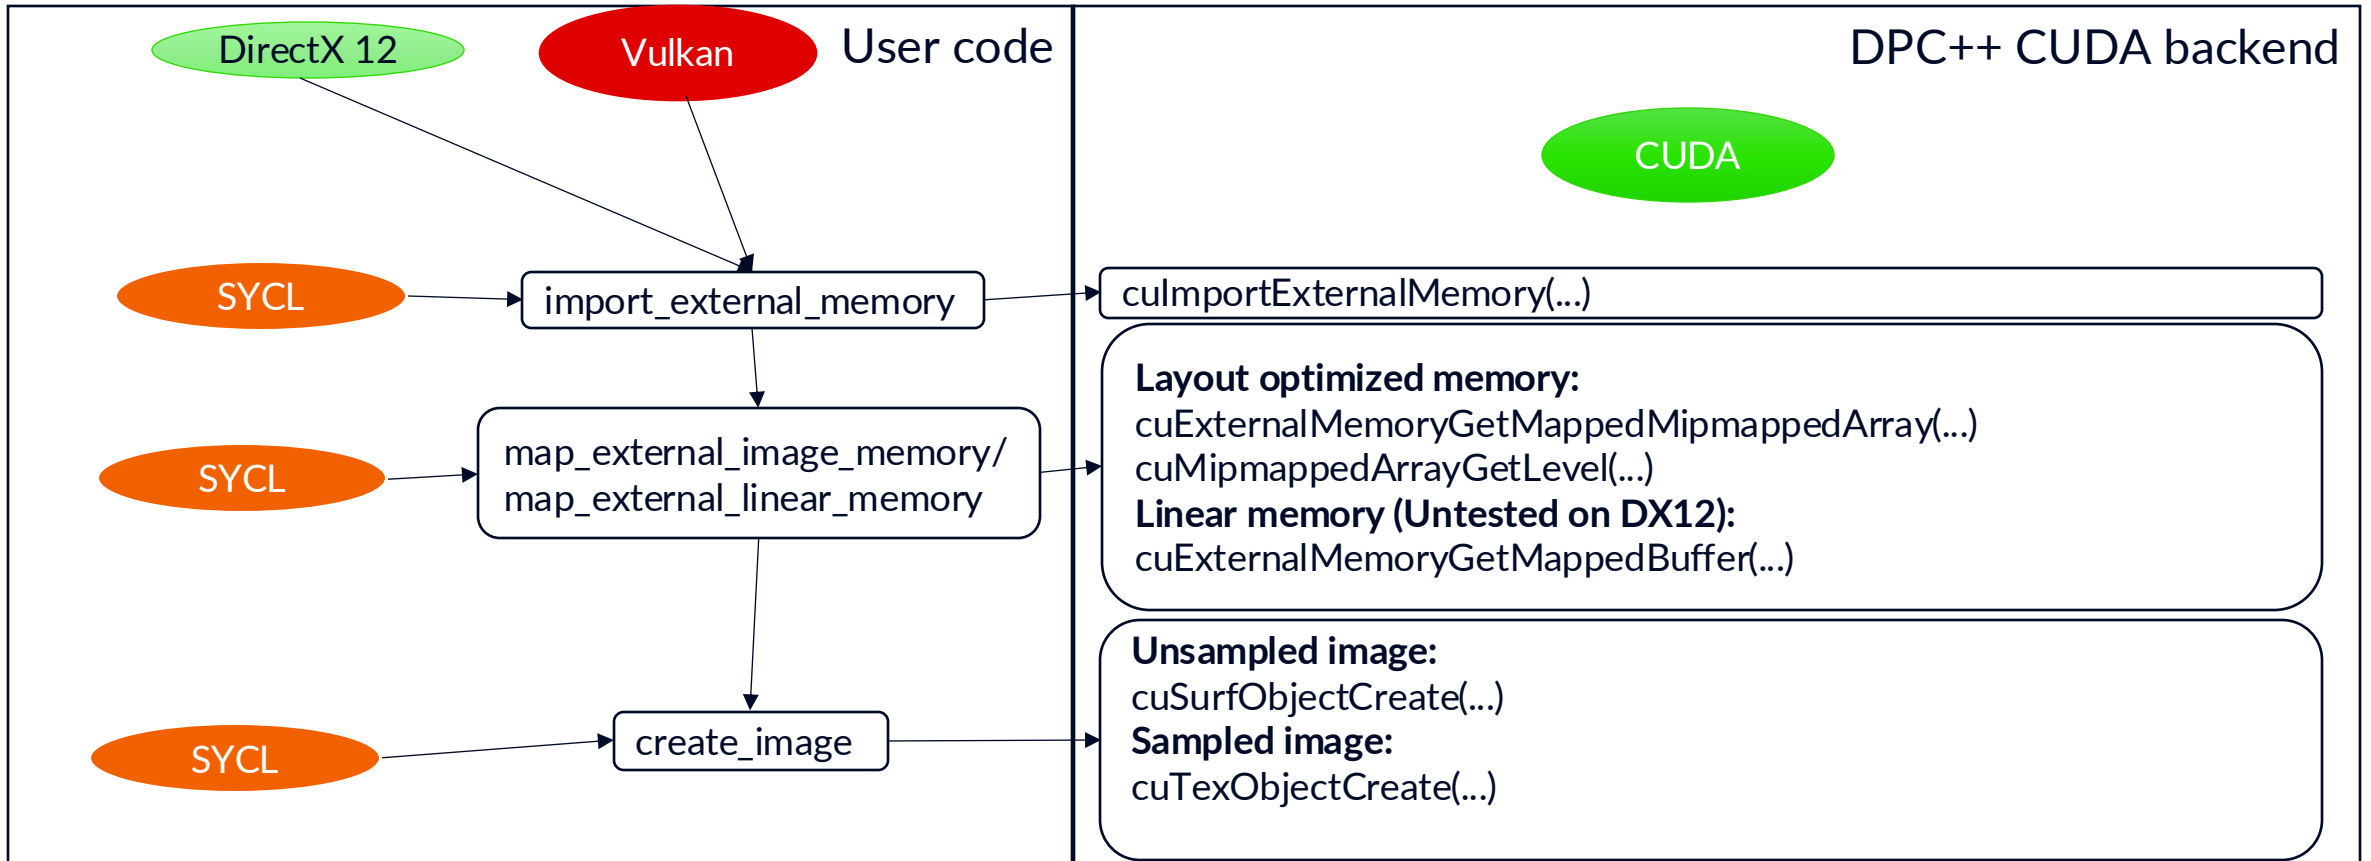 DirectX 12
Vulkan
User code
DPC++ CUDA backend
CUDA
SYCL
import_external_memory
cuImportExternalMemory(...)
SYCL
map_external_image_memory/
map_external_linear_memory
Layout optimized memory:
cuExternalMemoryGetMappedMipmappedArray(...)
cuMipmappedArrayGetLevel(...)
Linear memory (Untested on DX12):
cuExternalMemoryGetMappedBuffer(...)
SYCL
create_image
Unsampled image:
cuSurfObjectCreate(...)
Sampled image:
cuTexObjectCreate(...)